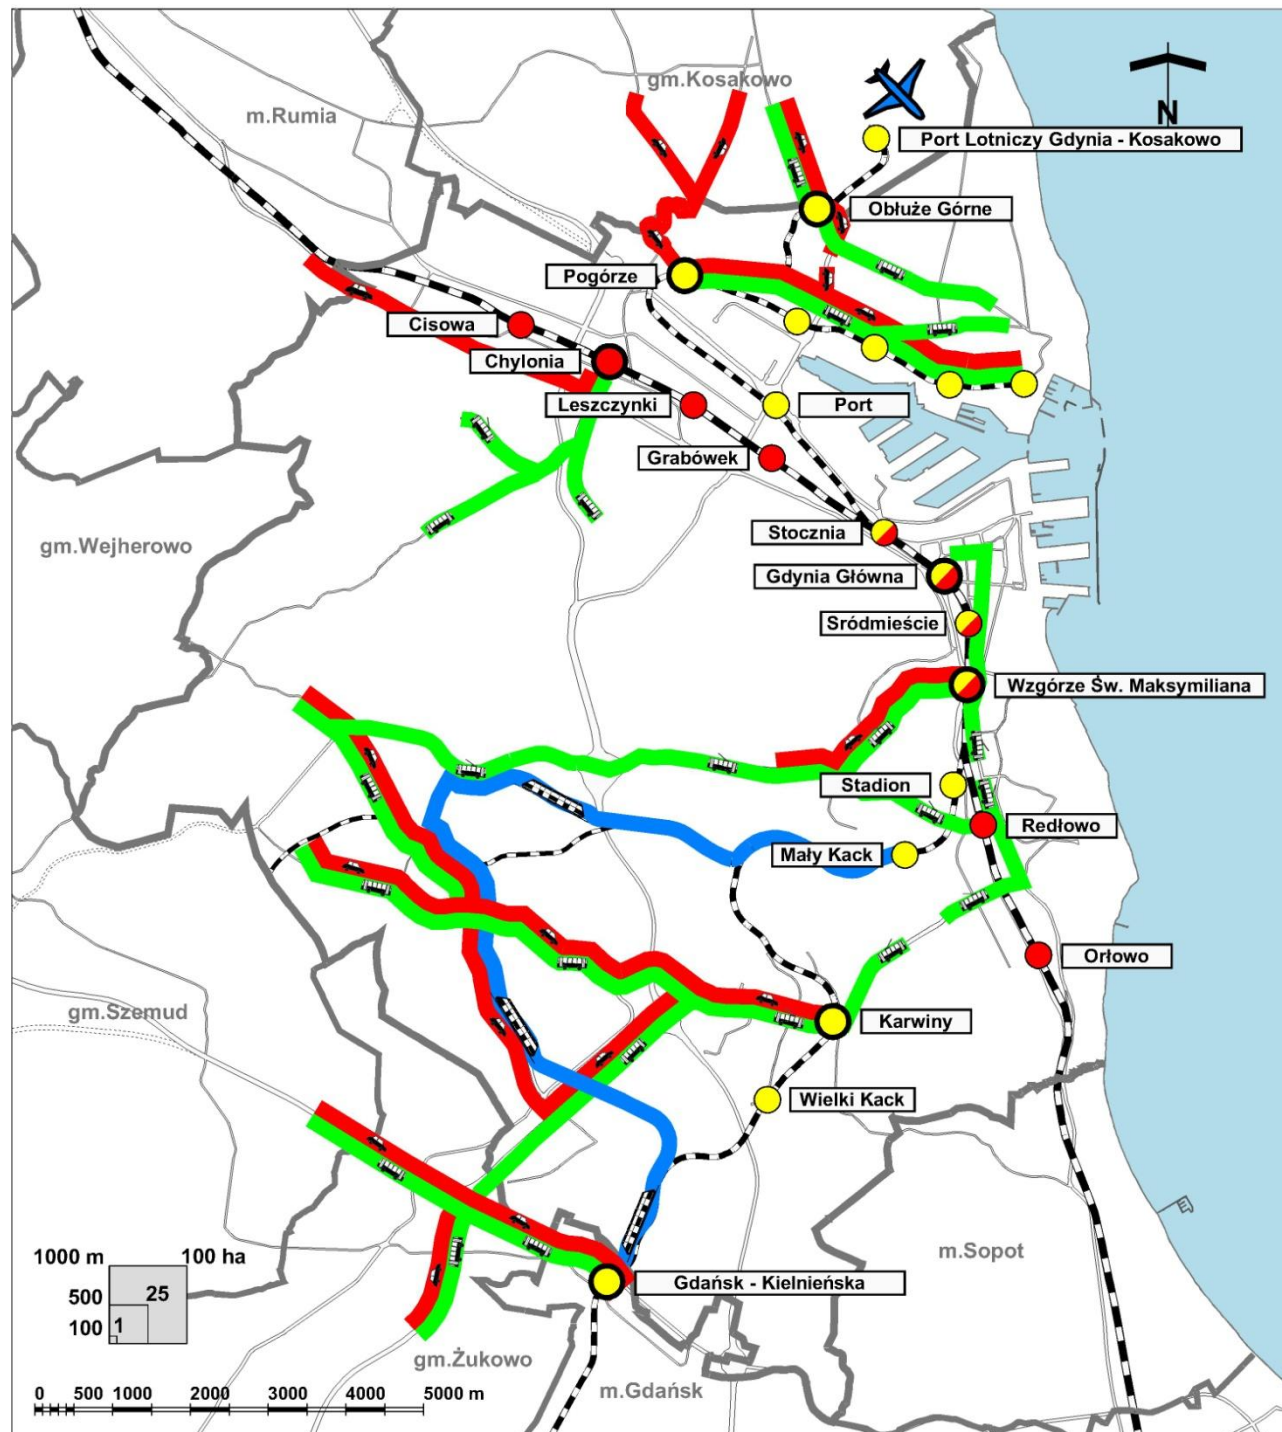 gm.Kosakowo
m.Rumia
N
Port Lotniczy Gdynia - Kosakowo
Obłuże Górne
Pogórze
Cisowa
Chylonia
Leszczynki
Port
Grabówek
Stocznia
gm.Wejherowo
Gdynia Główna
Sródmieście
Wzgórze Św. Maksymiliana
Stadion
Redłowo
Mały Kack
Orłowo
gm.Szemud
Karwiny
Wielki Kack
m.Sopot
1000 m 100 ha
500 25
100 1
Gdańsk - Kielnieńska
gm.Żukowo
m.Gdańsk
0 500 1000 2000 3000 4000 5000 m